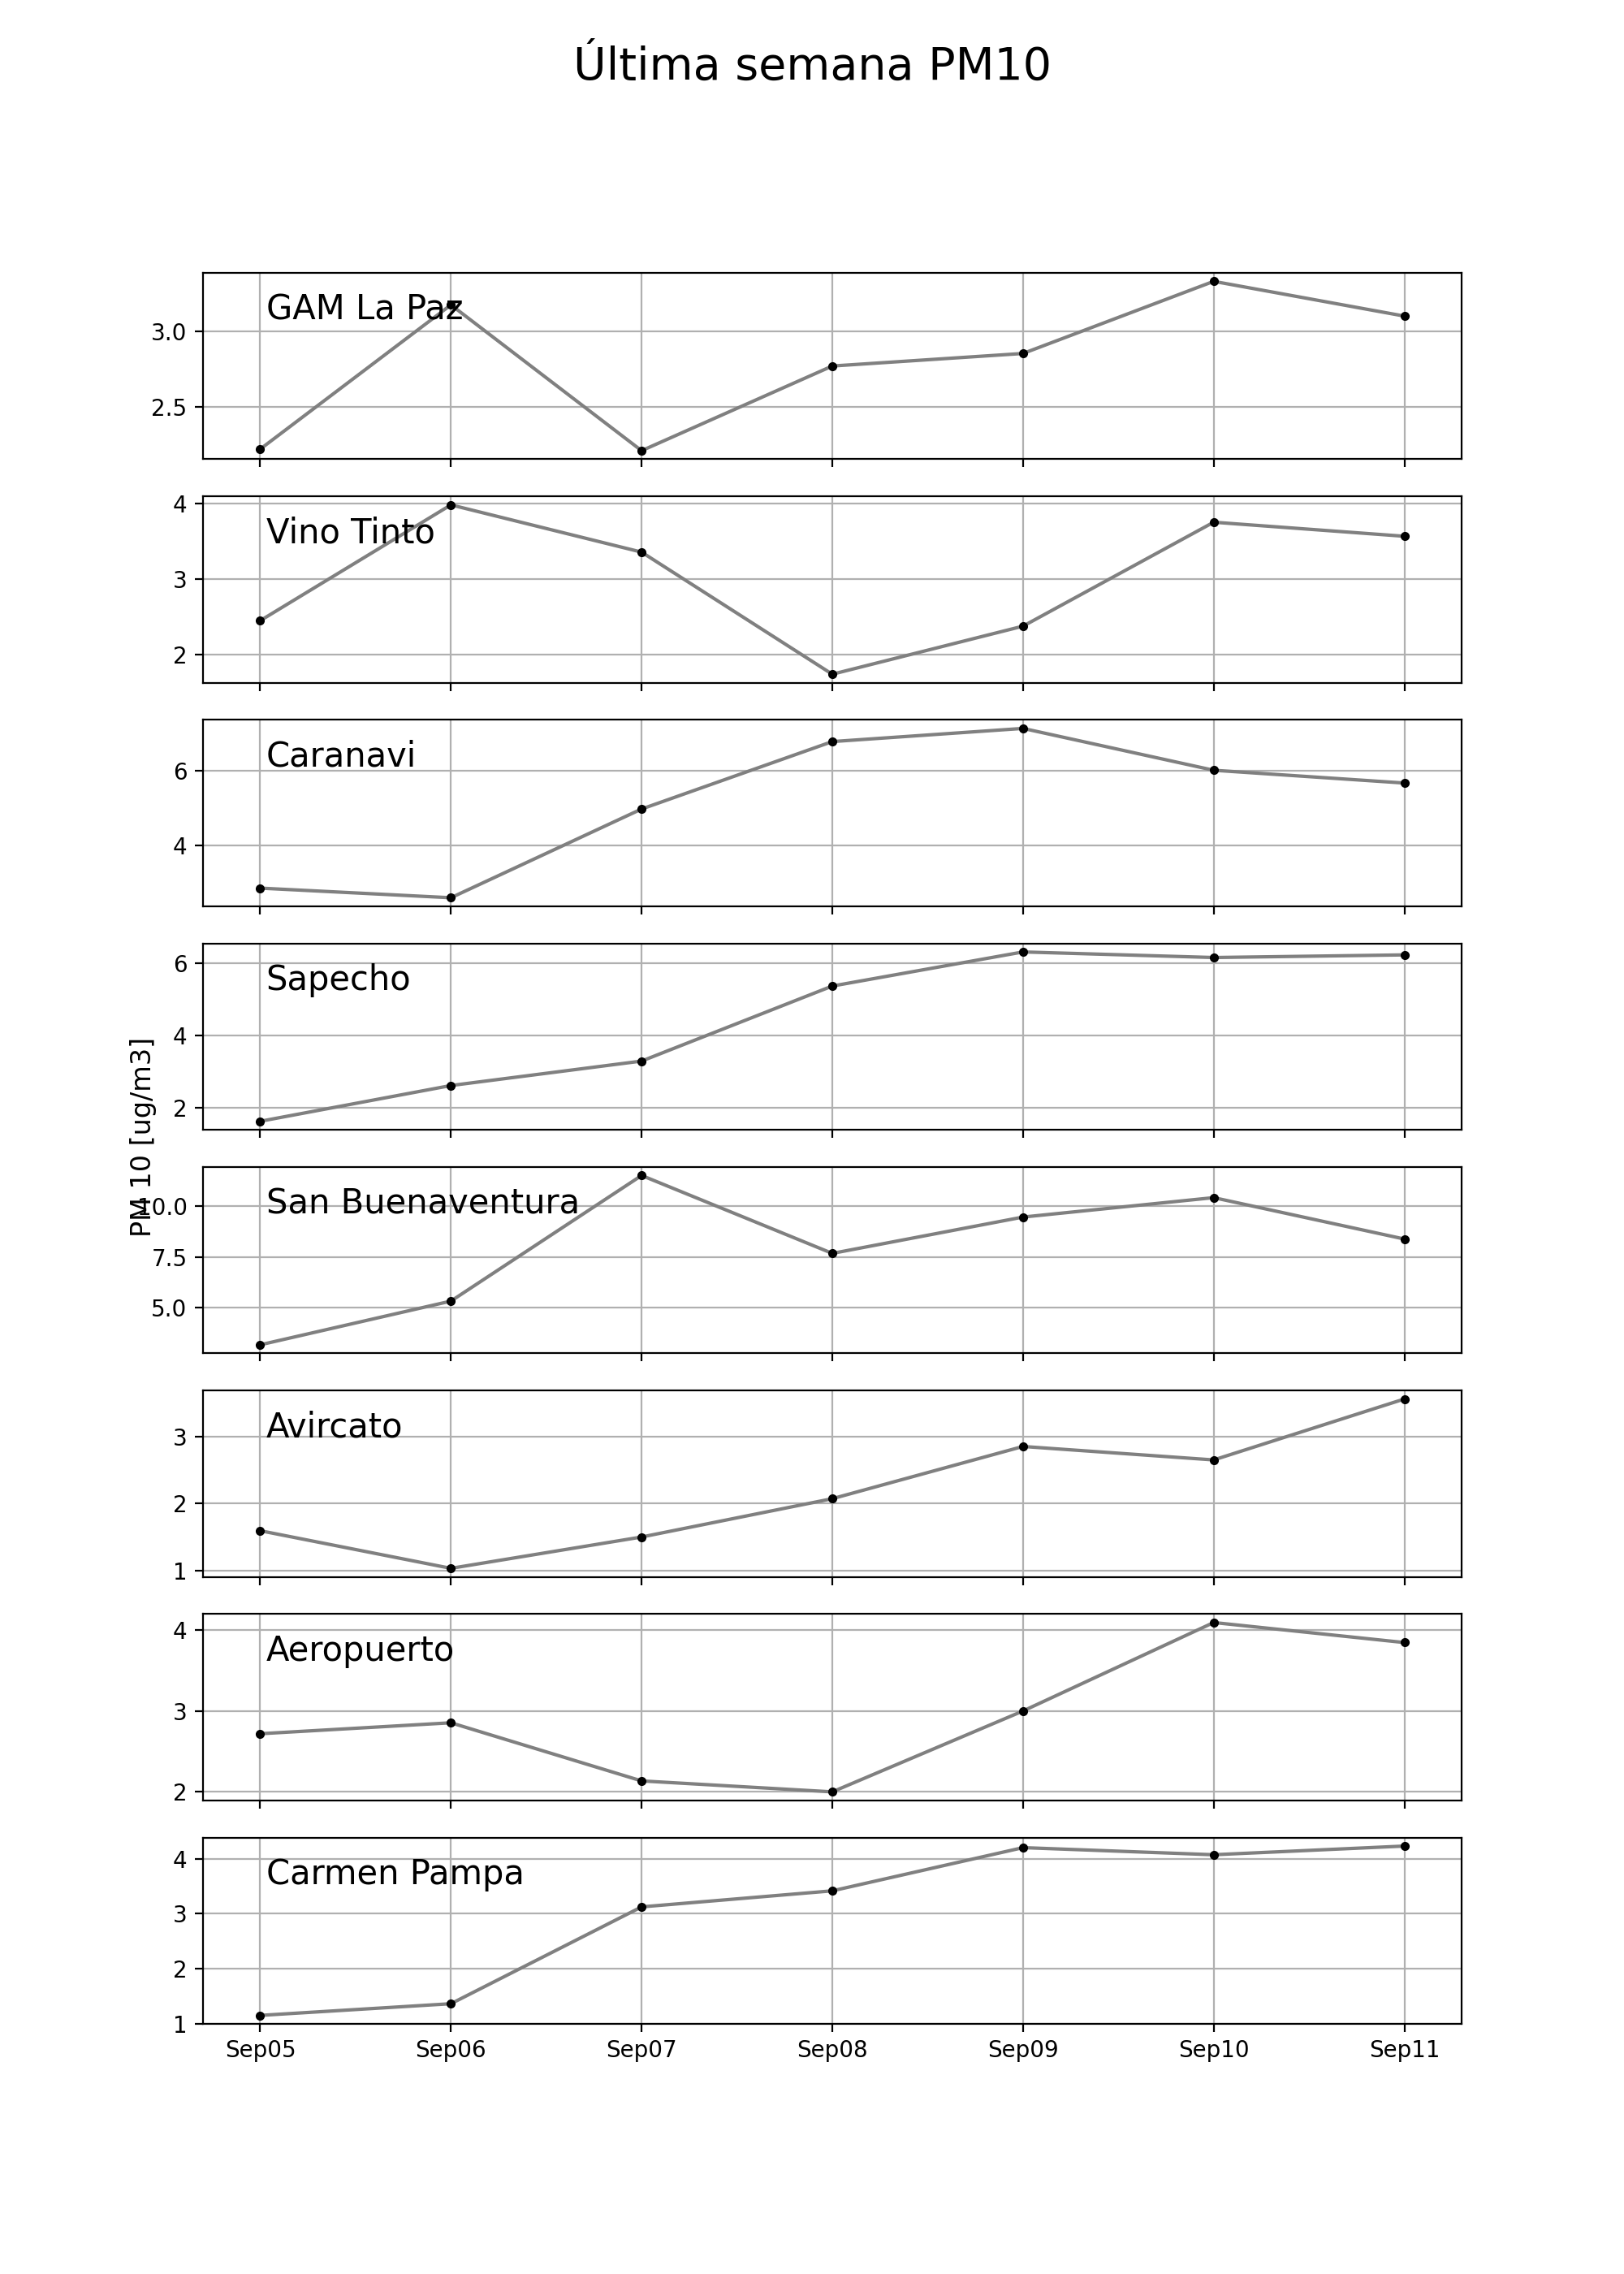 Última semana PM10
GAM La Paz
3.0
2.5
Vino Tinto
4
3
2
Caranavi
6
4
Sapecho
6
4
2
PM 10 [ug/m3]
San Buenaventura
10.0
7.5
5.0
Avircato
3
2
1
Aeropuerto
4
3
2
Carmen Pampa
4
3
2
1
Sep05 Sep06 Sep07 Sep08 Sep09 Sep10 Sep11